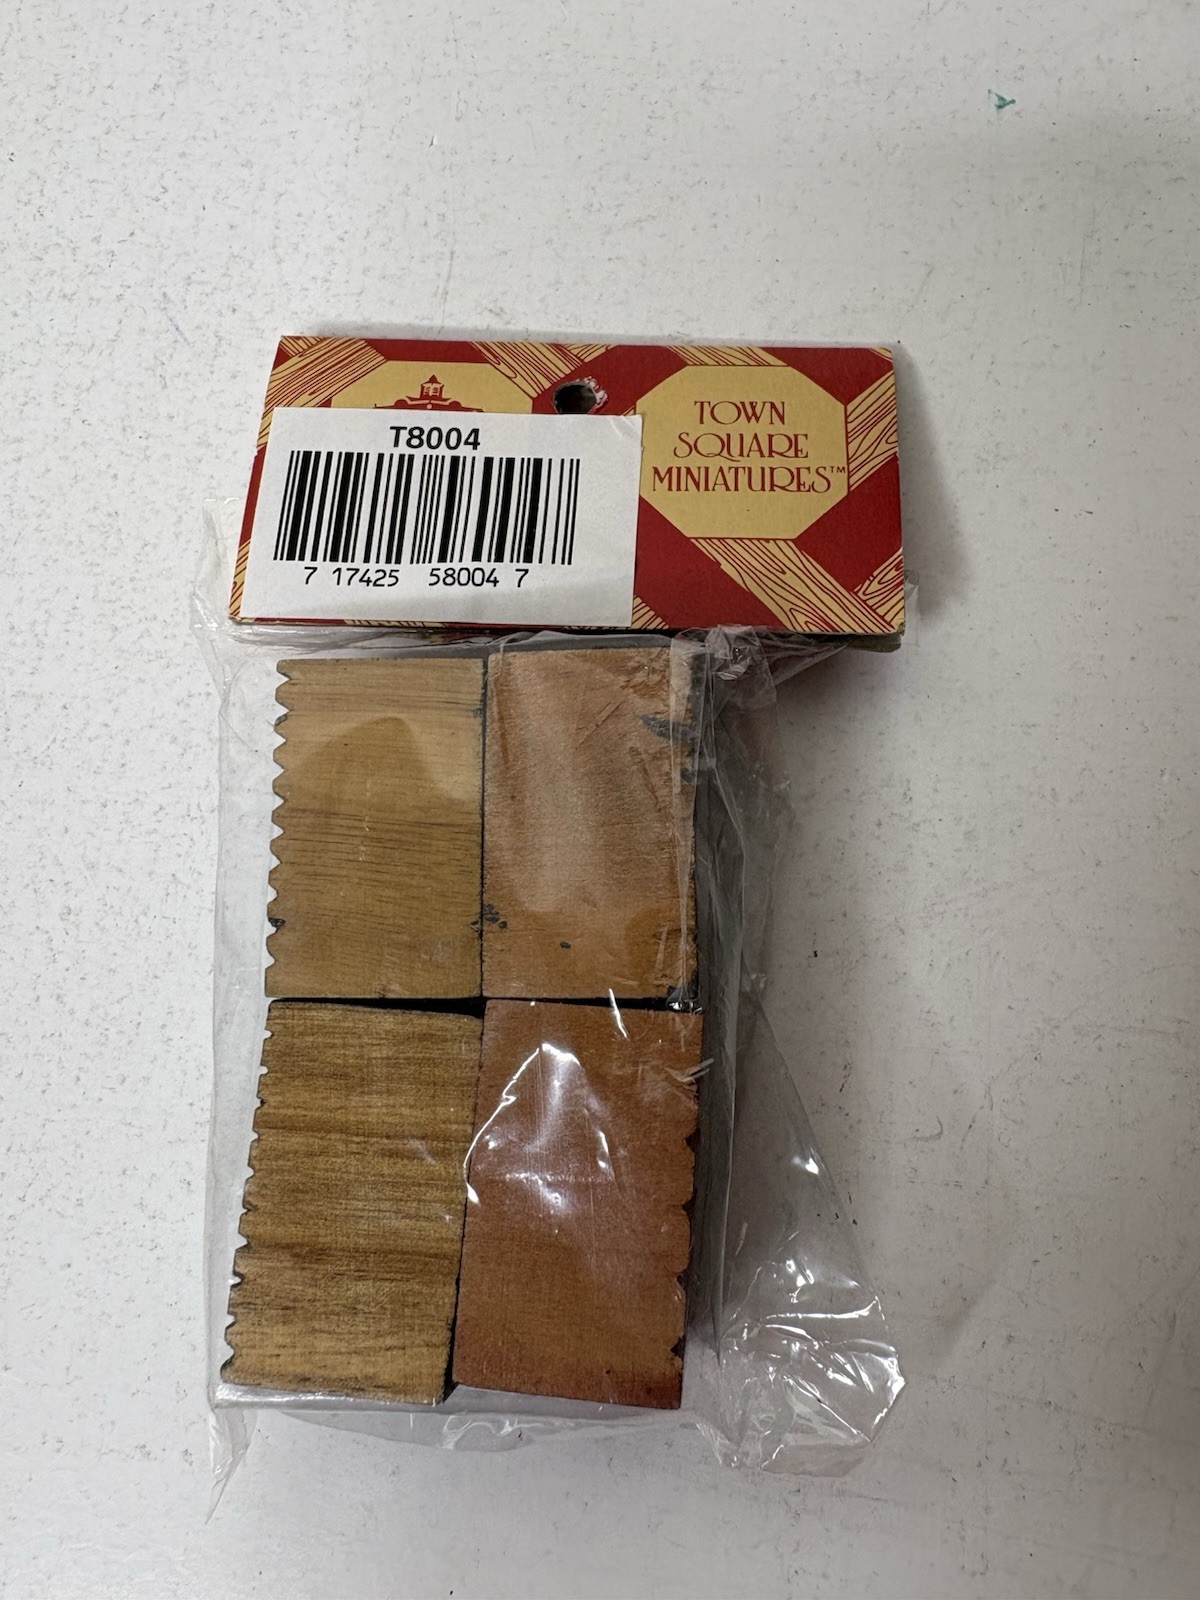 T8004
7 17425 58004 7
TOWN
SQUARE
MINIATURES™